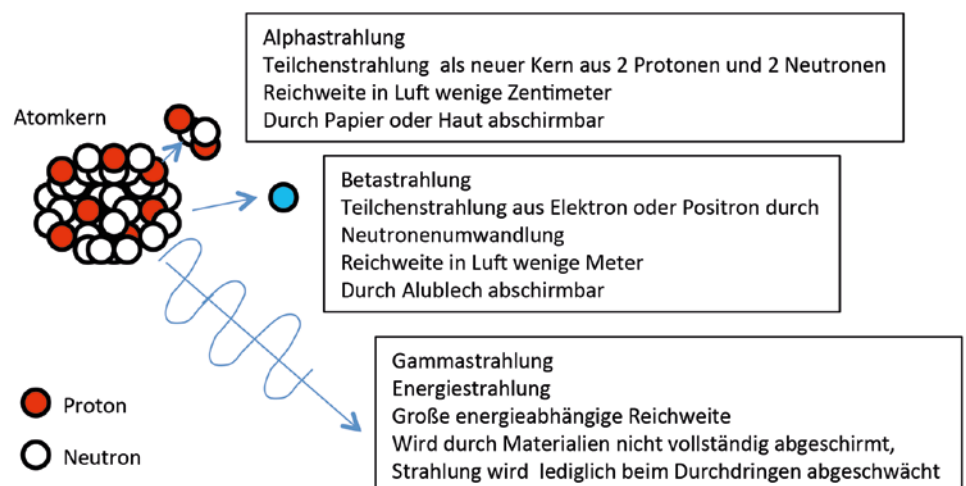 Alphastrahlung
Teilchenstrahlung als neuer Kern aus 2 Protonen und 2 Neutronen
Reichweite in Luft wenige Zentimeter
Durch Papier oder Haut abschirmbar
Atomkern
Betastrahlung
Teilchenstrahlung aus Elektron oder Positron durch
Neutronenumwandlung
Reichweite in Luft wenige Meter
Durch Alublech abschirmbar
Gammastrahlung
Energiestrahlung
Große energieabhängige Reichweite
Wird durch Materialien nicht vollständig abgeschirmt,
Strahlung wird lediglich beim Durchdringen abgeschwächt
Proton
Neutron